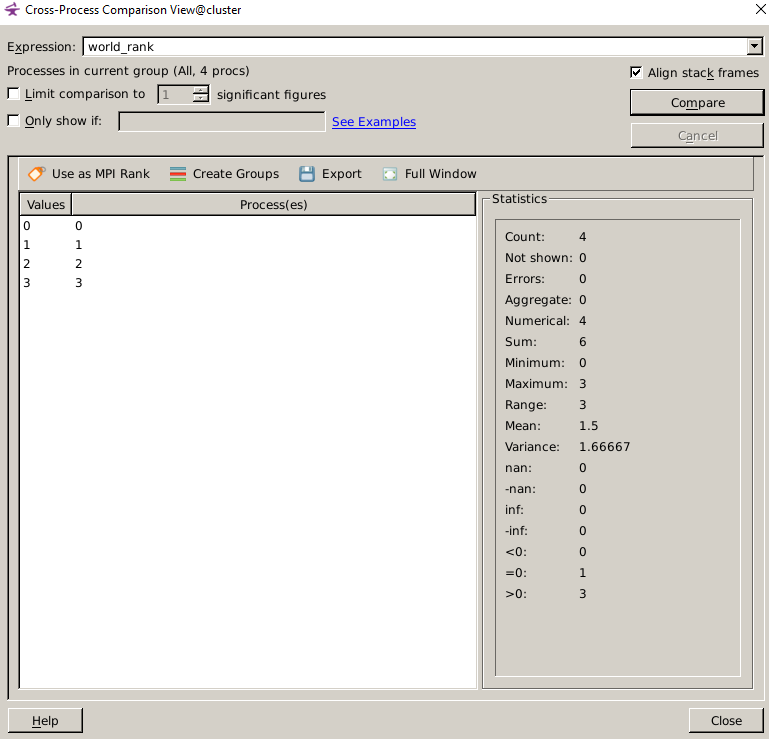 Cross-Process Comparison View@cluster
Expression: world_rank
Processes in current group (All, 4 procs)
Align stack frames
Limit comparison to 1 significant figures
Compare
Only show if: See Examples
Cancel
Use as MPI Rank Create Groups Export Full Window
Values Process(es)
0 0
1 1
2 2
3 3
Statistics
Count: 4
Not shown: 0
Errors: 0
Aggregate: 0
Numerical: 4
Sum: 6
Minimum: 0
Maximum: 3
Range: 3
Mean: 1.5
Variance: 1.66667
nan: 0
-nan: 0
inf: 0
-inf: 0
<0: 0
=0: 1
>0: 3
Help Close